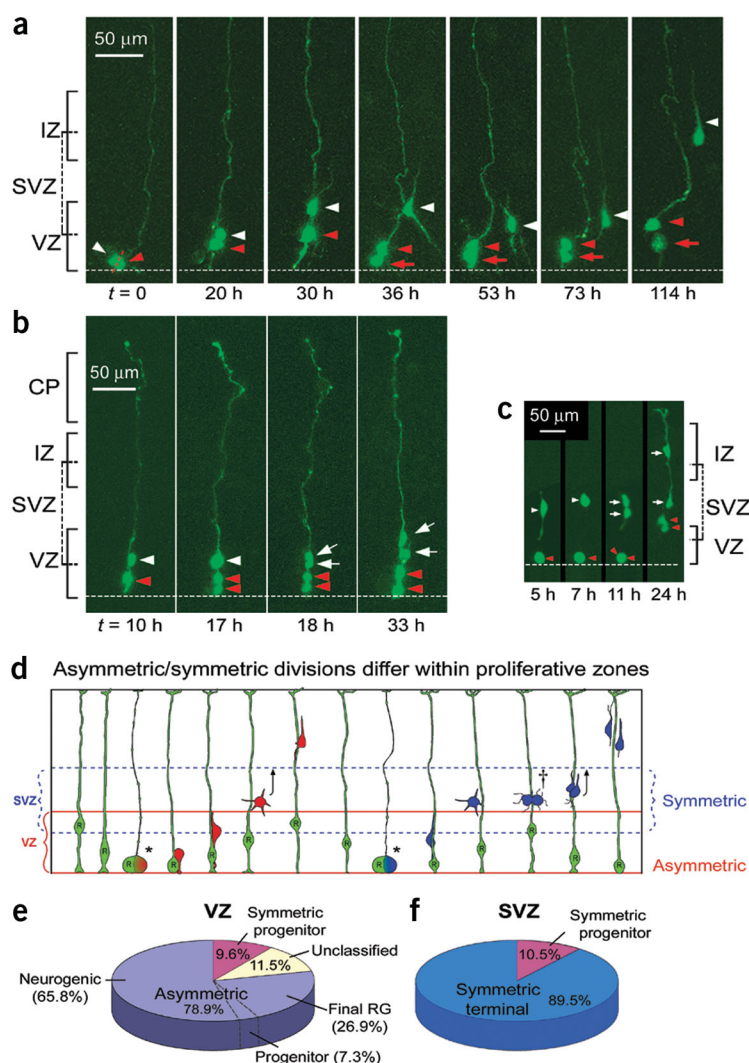 a
50 µm
IZ
SVZ
VZ
t = 0
20 h
30 h
36 h
53 h
73 h
114 h
b
50 µm
CP
IZ
SVZ
VZ
t = 10 h
17 h
18 h
33 h
c
50 µm
IZ
SVZ
VZ
5 h
7 h
11 h
24 h
d
Asymmetric/symmetric divisions differ within proliferative zones
SVZ
VZ
R
R
R
*
R
R
R
R
R
R
*
R
R
R
‡
R
R
Symmetric
Asymmetric
e
VZ
Symmetric
progenitor
9.6%
Unclassified
11.5%
Neurogenic
(65.8%)
Asymmetric
78.9%
Final RG
(26.9%)
Progenitor (7.3%)
f
SVZ
Symmetric
progenitor
10.5%
Symmetric
terminal
89.5%